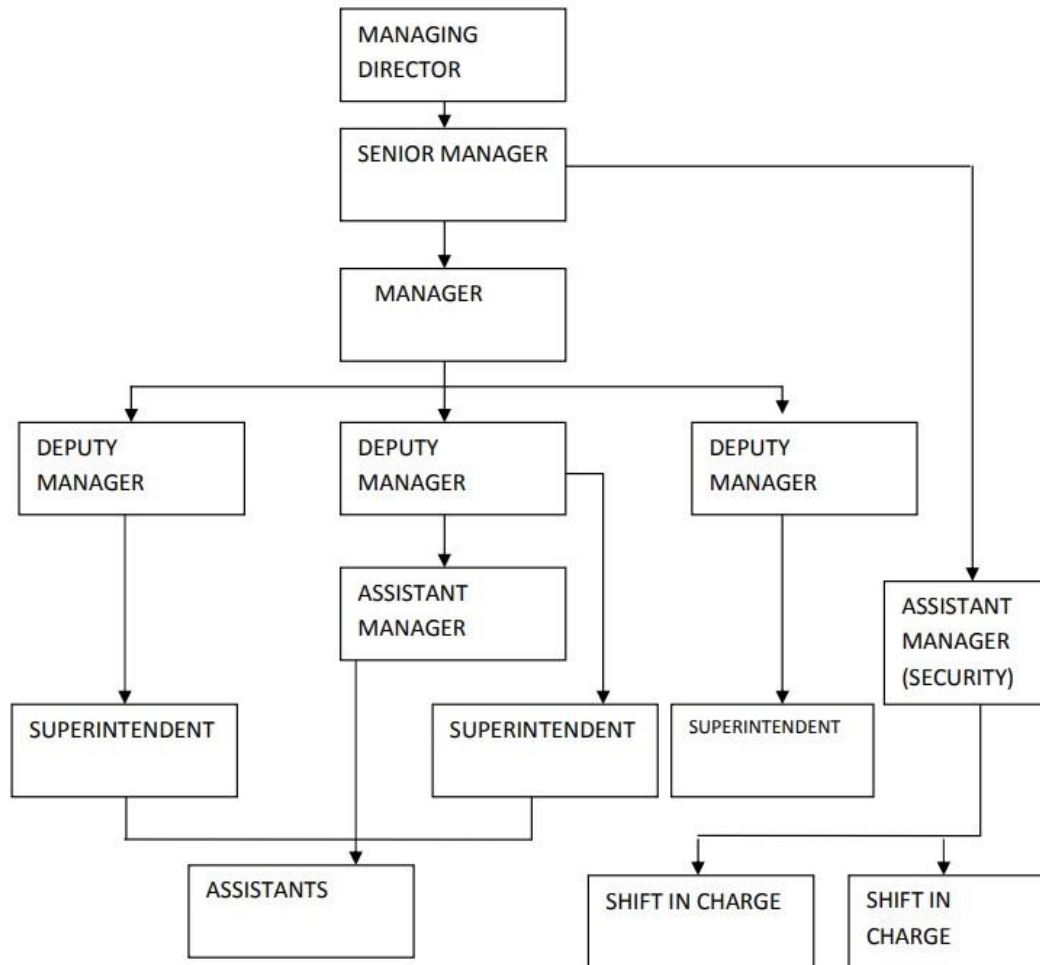 MANAGING
DIRECTOR
SENIOR MANAGER
MANAGER
DEPUTY
MANAGER
DEPUTY
MANAGER
DEPUTY
MANAGER
ASSISTANT
MANAGER
ASSISTANT
MANAGER
(SECURITY)
SUPERINTENDENT
SUPERINTENDENT
SUPERINTENDENT
ASSISTANTS
SHIFT IN CHARGE
SHIFT IN
CHARGE